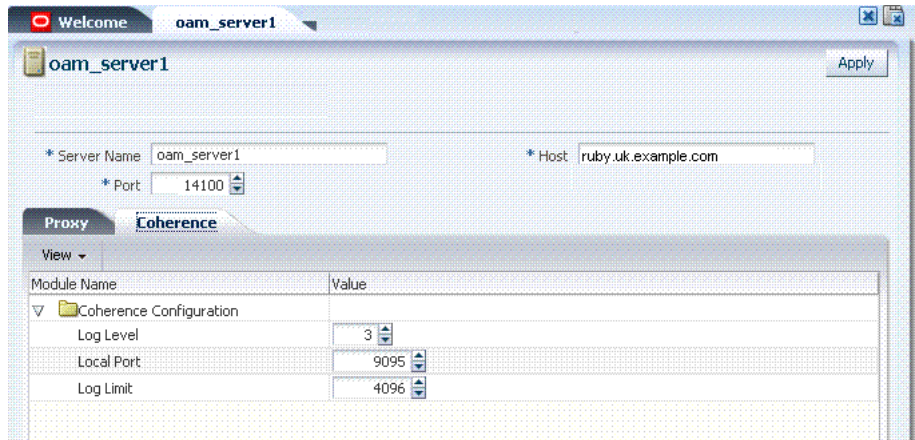 Welcome oam_server1
oam_server1 Apply
* Server Name oam_server1 * Host ruby.uk.example.com
* Port 14100
Proxy Coherence
View
Module Name Value
Coherence Configuration
Log Level 3
Local Port 9095
Log Limit 4096